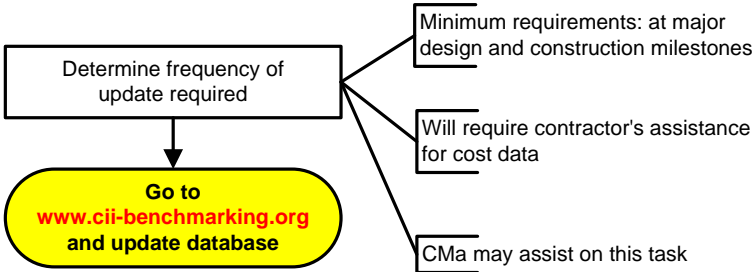 Determine frequency of
update required
Minimum requirements: at major
design and construction milestones
Will require contractor's assistance
for cost data
CMa may assist on this task
Go to
www.cii-benchmarking.org
and update database